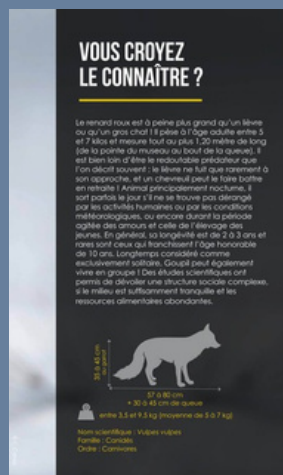 VOUS CROYEZ
LE CONNAÎTRE ?
Le renard roux est à peine plus grand qu'un lièvre
ou qu'un gros chat ! Il pèse à l'âge adulte entre 5
et 7 kilos et mesure tout au plus 1,20 mètre de long
(de la pointe du museau au bout de la queue). Il
est bien loin d'être le redoutable prédateur que
l'on décrit souvent : le lièvre ne fuit que rarement à
son approche, et un chevreuil peut le faire battre
en retraite ! Animal principalement nocturne, il
sort parfois le jour s'il ne se trouve pas dérangé
par les activités humaines ou par les conditions
météorologiques, ou encore durant la période
agitée des amours et celle de l'élevage des
jeunes. En général, sa longévité est de 2 à 3 ans et
rares sont ceux qui franchissent l'âge honorable
de 10 ans. Longtemps considéré comme
exclusivement solitaire, Goupil peut également
vivre en groupe ! Des études scientifiques ont
permis de dévoiler une structure sociale complexe,
si le milieu est suffisamment tranquille et les
ressources alimentaires abondantes.
35 à 45 cm
au garrot
57 à 80 cm
+ 30 à 45 cm de queue
entre 3,5 et 9,5 kg (moyenne de 5 à 7 kg)
Nom scientifique : Vulpes vulpes
Famille : Canidés
Ordre : Carnivores